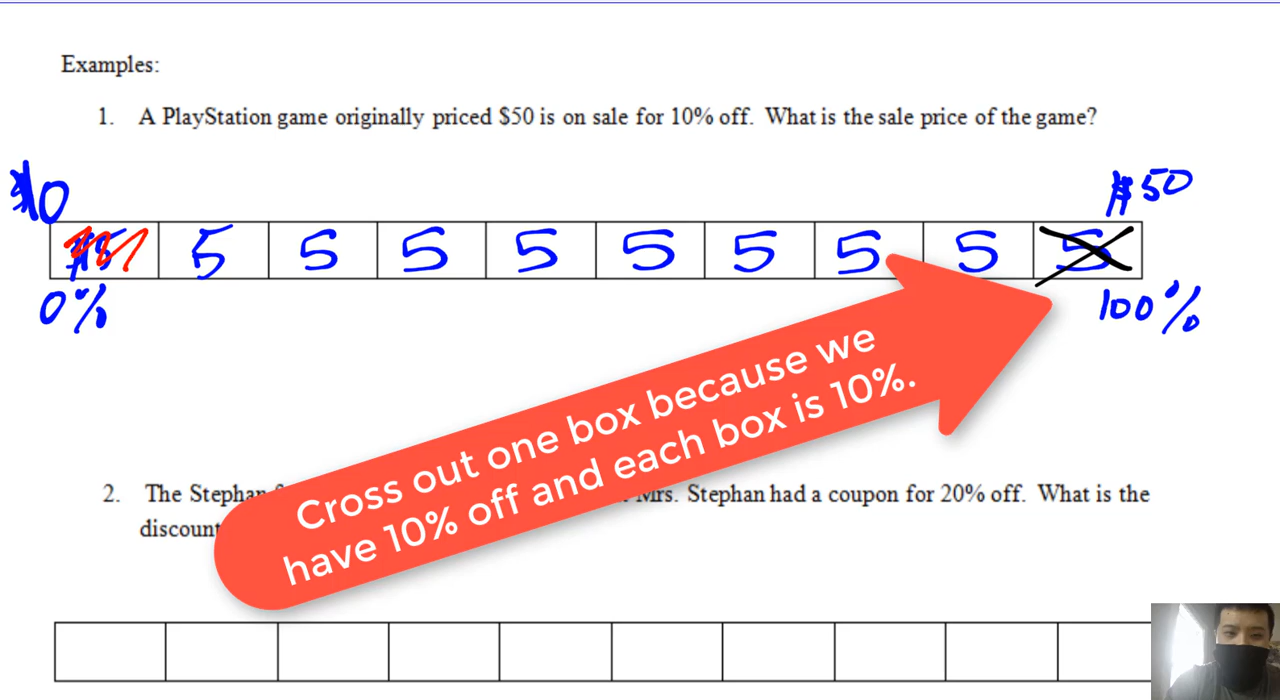 Examples:
1. A PlayStation game originally priced $50 is on sale for 10% off. What is the sale price of the game?
$0
$50
5 5 5 5 5 5 5 5 5
0%
100%
Cross out one box because we
have 10% off and each box is 10%.
2. The Stephan Mrs. Stephan had a coupon for 20% off. What is the
discount